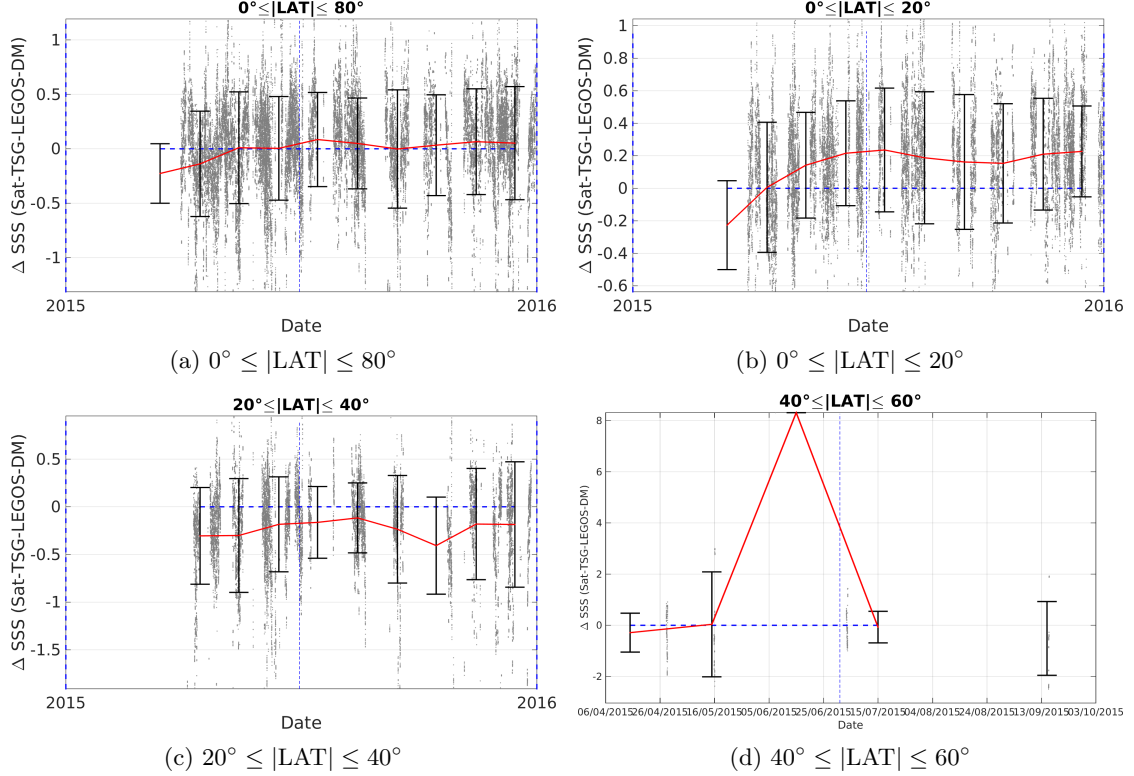 0°≤|LAT|≤ 80°
Δ SSS (Sat-TSG-LEGOS-DM)
1
0.5
0
-0.5
-1
2015
2016
Date
(a) 0° ≤ |LAT| ≤ 80°
0°≤|LAT|≤ 20°
Δ SSS (Sat-TSG-LEGOS-DM)
1
0.8
0.6
0.4
0.2
0
-0.2
-0.4
-0.6
2015
2016
Date
(b) 0° ≤ |LAT| ≤ 20°
20°≤|LAT|≤ 40°
Δ SSS (Sat-TSG-LEGOS-DM)
0.5
0
-0.5
-1
-1.5
2015
2016
Date
(c) 20° ≤ |LAT| ≤ 40°
40°≤|LAT|≤ 60°
Δ SSS (Sat-TSG-LEGOS-DM)
8
6
4
2
0
-2
06/04/2015 26/04/2015 16/05/2015 05/06/2015 25/06/2015 15/07/2015 04/08/2015 24/08/2015 13/09/2015 03/10/2015
Date
(d) 40° ≤ |LAT| ≤ 60°